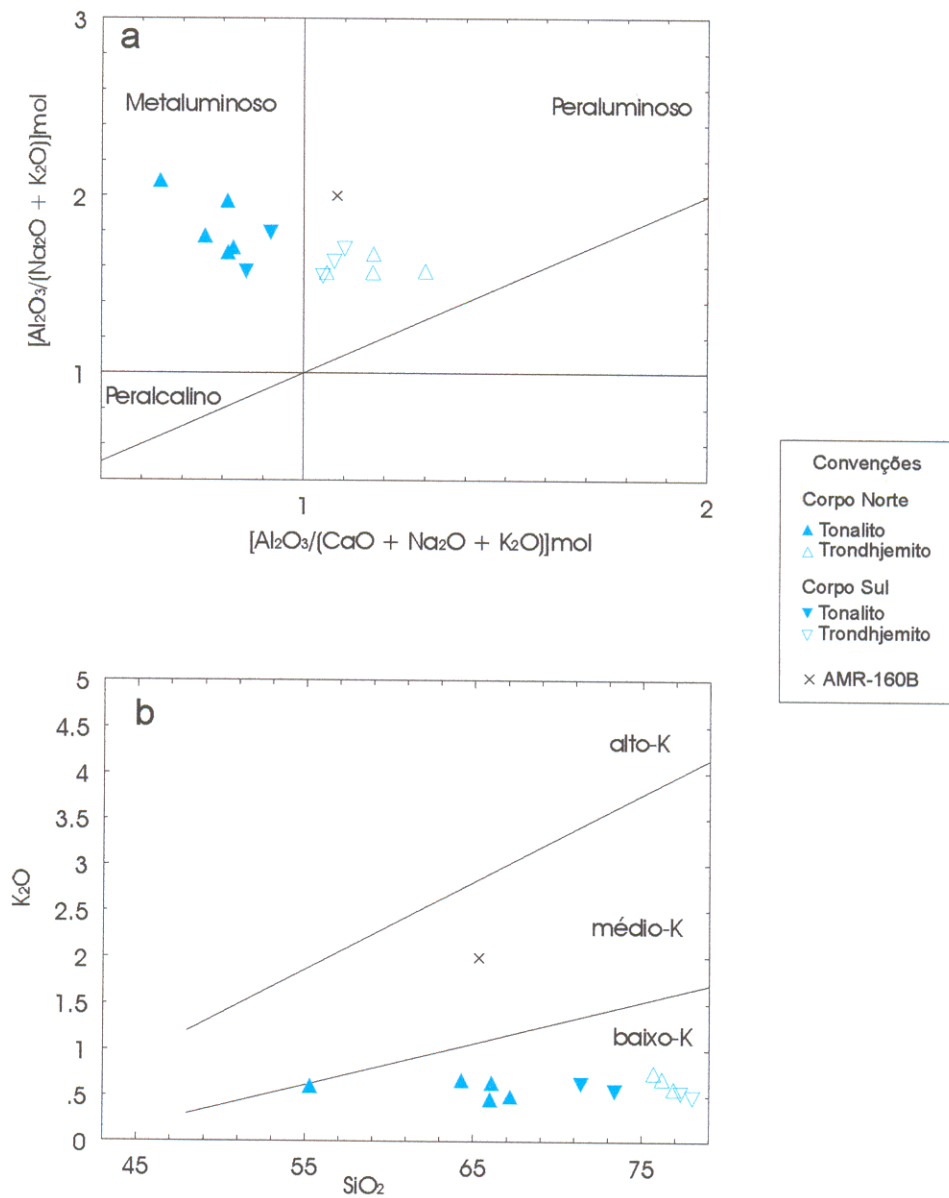 a
3
2
1
Metaluminoso
Peraluminoso
Peralcalino
[Al₂O₃/(Na₂O + K₂O)]mol
1
2
[Al₂O₃/(CaO + Na₂O + K₂O)]mol
Convenções
Corpo Norte
Tonalito
Trondhjemito
Corpo Sul
Tonalito
Trondhjemito
× AMR-160B
b
5
4.5
4
3.5
3
2.5
2
1.5
1
.5
0
K₂O
alto-K
médio-K
baixo-K
45
55
65
75
SiO₂